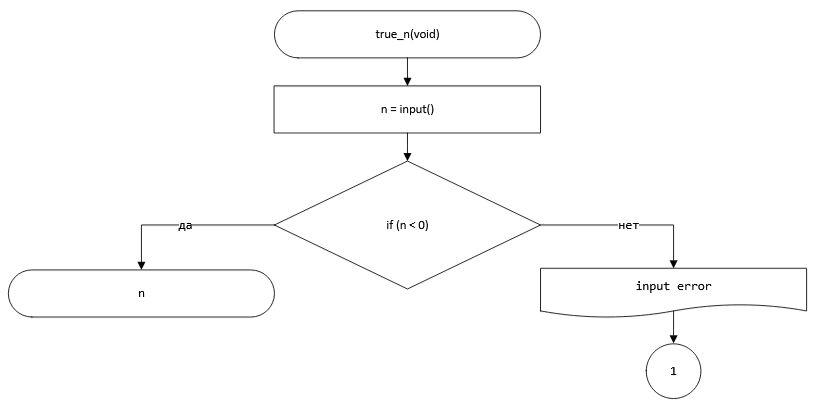 true_n(void)
n = input()
if (n < 0)
да
нет
n
input error
1